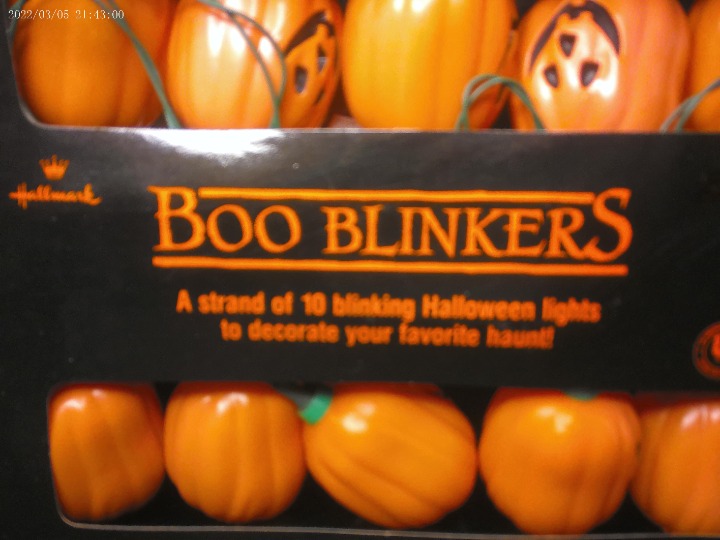 2022/03/05 21:43:00
Hallmark
BOO BLINKERS
A strand of 10 blinking Halloween lights
to decorate your favorite haunt!